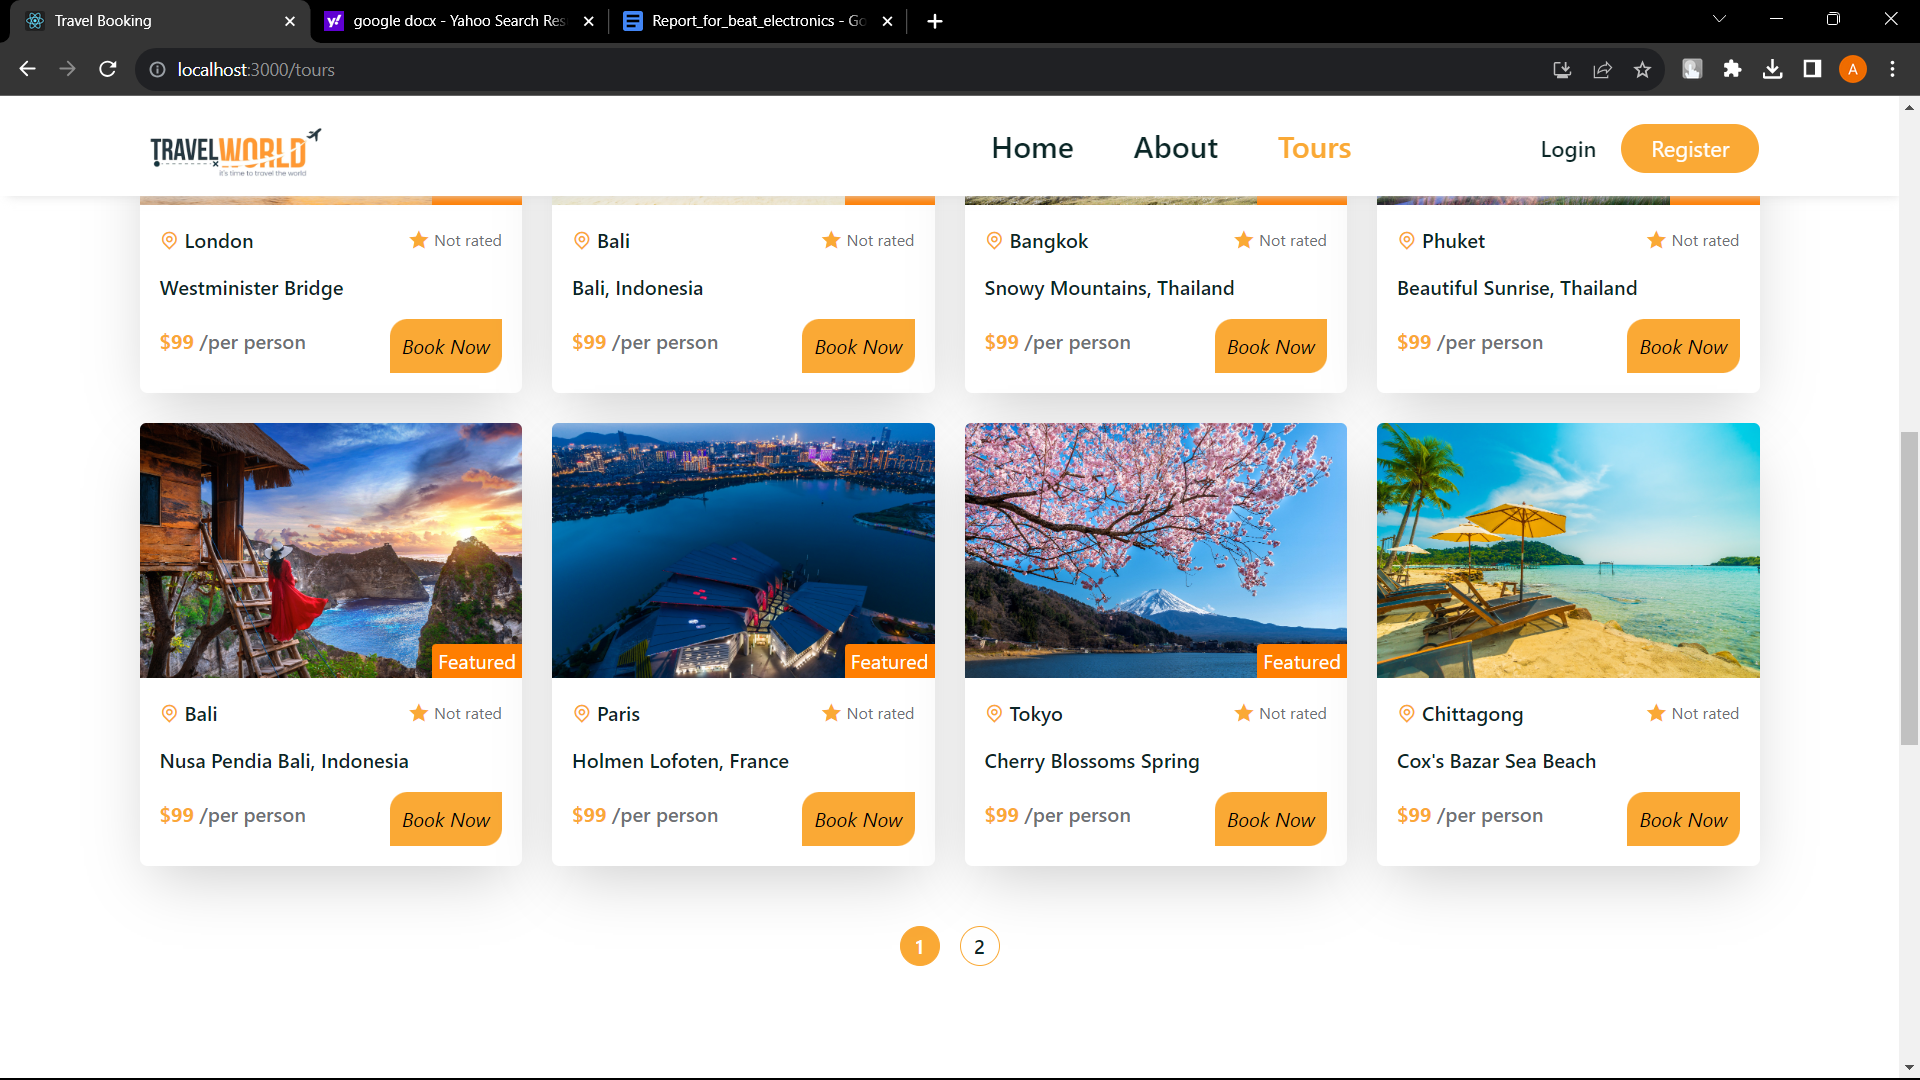 Travel Booking
google docx - Yahoo Search Res
Report_for_beat_electronics - Go
localhost:3000/tours
A
TRAVELWORLD
it's time to travel the world
Home
About
Tours
Login
Register
London
Not rated
Westminister Bridge
$99 /per person
Book Now
Bali
Not rated
Bali, Indonesia
$99 /per person
Book Now
Bangkok
Not rated
Snowy Mountains, Thailand
$99 /per person
Book Now
Phuket
Not rated
Beautiful Sunrise, Thailand
$99 /per person
Book Now
Featured
Bali
Not rated
Nusa Pendia Bali, Indonesia
$99 /per person
Book Now
Featured
Paris
Not rated
Holmen Lofoten, France
$99 /per person
Book Now
Featured
Tokyo
Not rated
Cherry Blossoms Spring
$99 /per person
Book Now
Chittagong
Not rated
Cox's Bazar Sea Beach
$99 /per person
Book Now
1
2